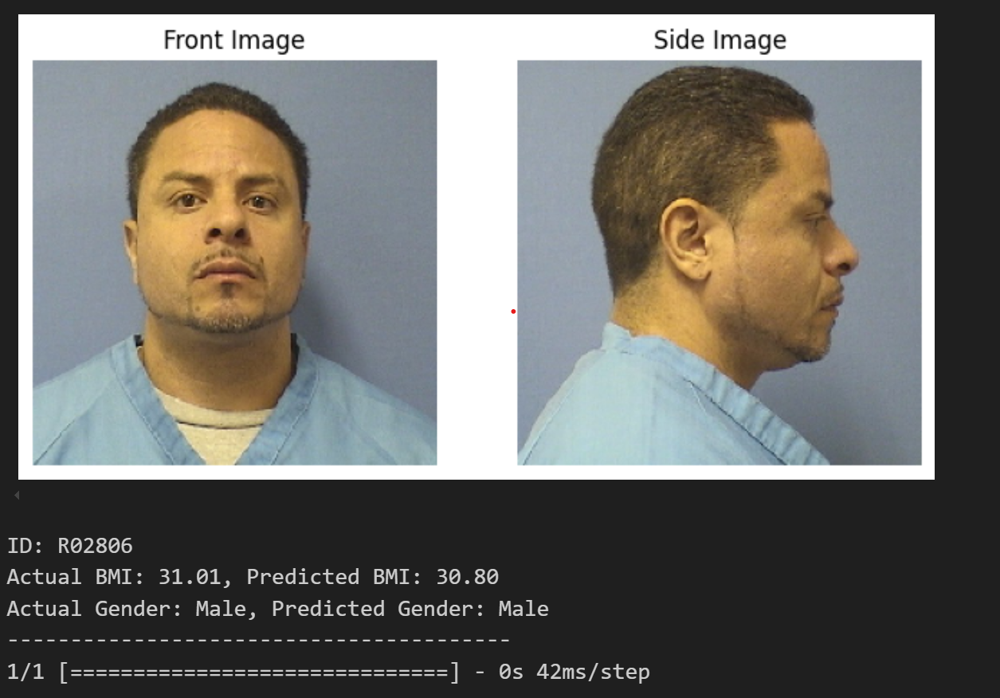 Front Image
Side Image
ID: R02806
Actual BMI: 31.01, Predicted BMI: 30.80
Actual Gender: Male, Predicted Gender: Male
----------------------------------------
1/1 [==============================] - 0s 42ms/step